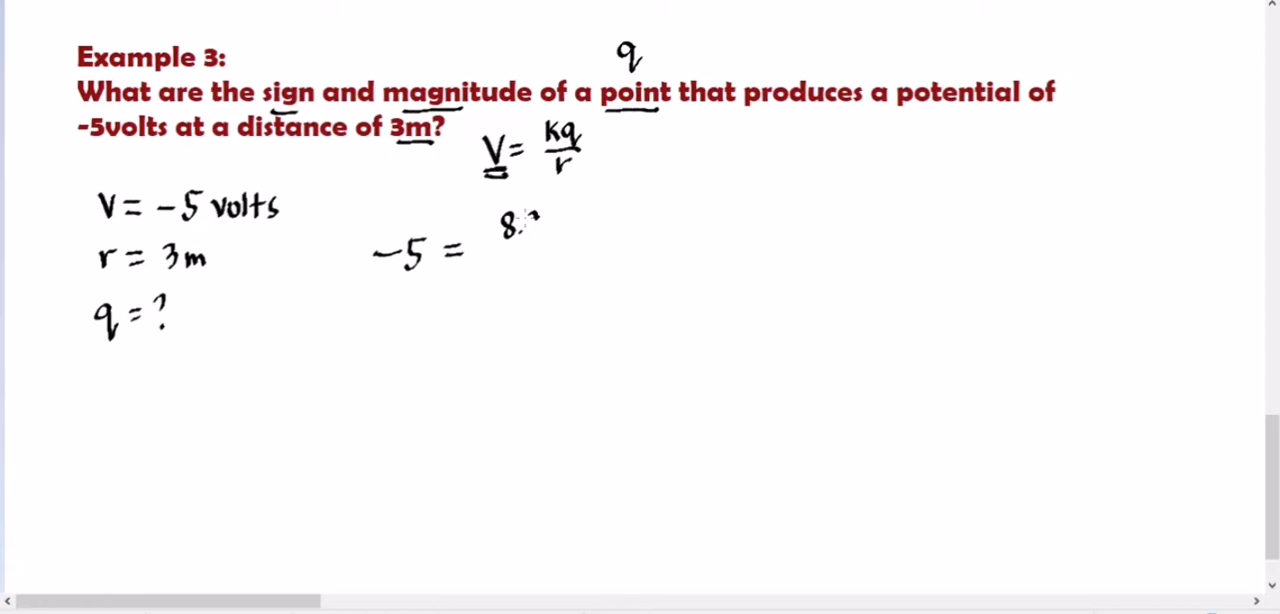 Example 3:
q
What are the sign and magnitude of a point that produces a potential of
-5volts at a distance of 3m?
V = kq/r
V = -5 volts
r = 3m
-5 = 8.
q = ?